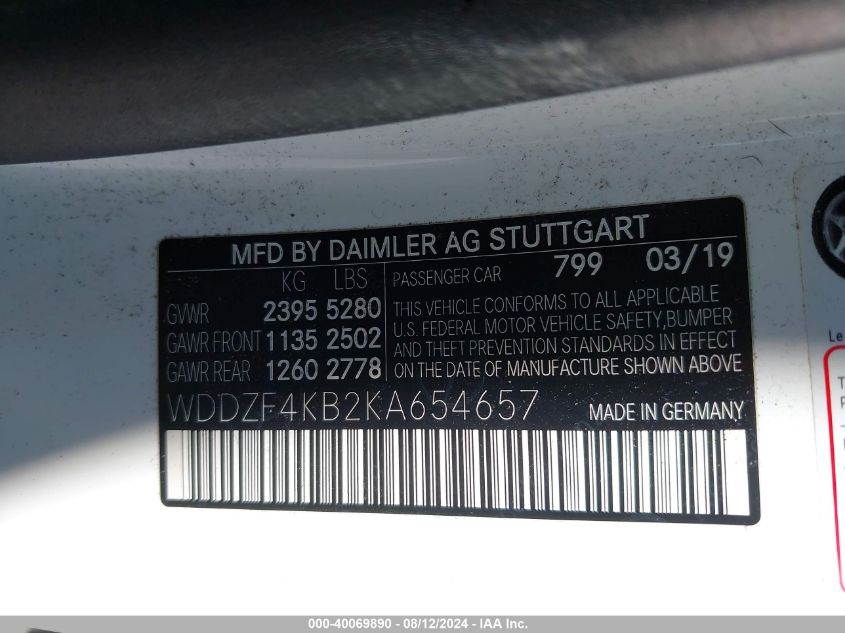 MFD BY DAIMLER AG STUTTGART
KG LBS
GVWR 2395 5280
GAWR FRONT 1135 2502
GAWR REAR 1260 2778
PASSENGER CAR 799 03/19
THIS VEHICLE CONFORMS TO ALL APPLICABLE
U.S. FEDERAL MOTOR VEHICLE SAFETY,BUMPER
AND THEFT PREVENTION STANDARDS IN EFFECT
ON THE DATE OF MANUFACTURE SHOWN ABOVE
WDDZF4KB2KA654657 MADE IN GERMANY
Le
000-40069890 - 08/12/2024 - IAA Inc.